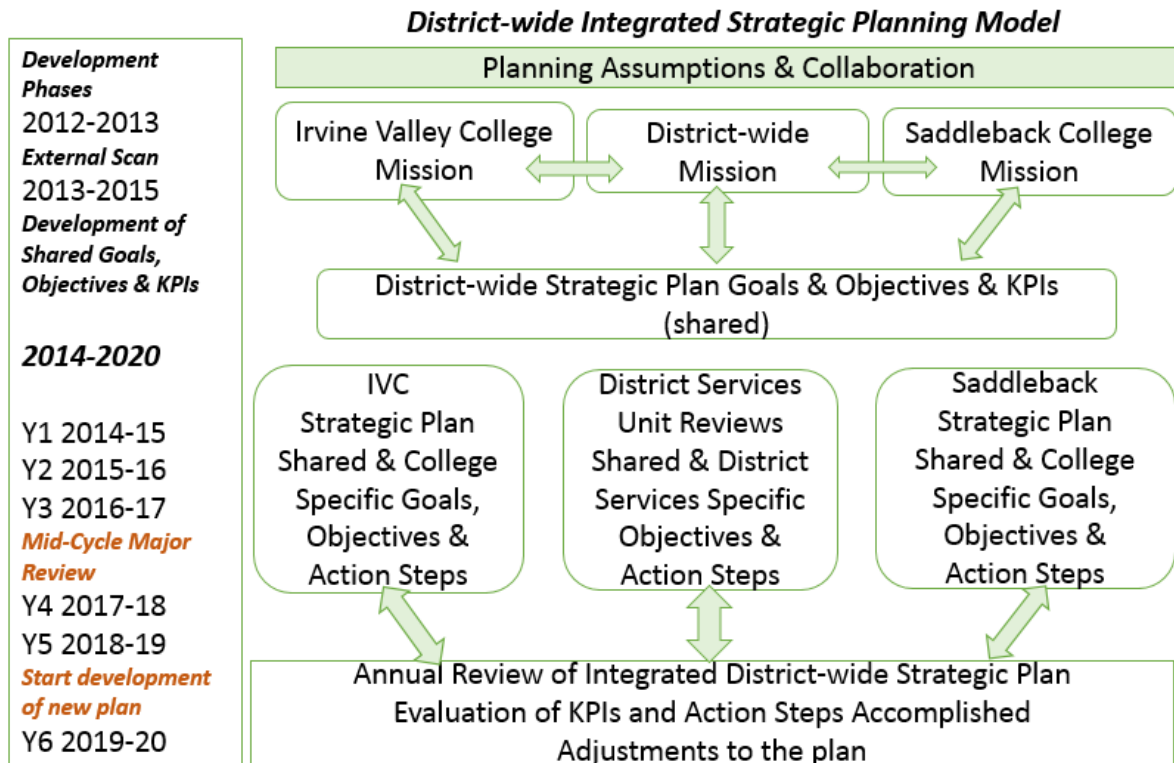 District-wide Integrated Strategic Planning Model
Development
Phases
2012-2013
External Scan
2013-2015
Development of
Shared Goals,
Objectives & KPIs
2014-2020
Y1 2014-15
Y2 2015-16
Y3 2016-17
Mid-Cycle Major
Review
Y4 2017-18
Y5 2018-19
Start development
of new plan
Y6 2019-20
Planning Assumptions & Collaboration
Irvine Valley College
Mission
District-wide
Mission
Saddleback College
Mission
District-wide Strategic Plan Goals & Objectives & KPIs
(shared)
IVC
Strategic Plan
Shared & College
Specific Goals,
Objectives &
Action Steps
District Services
Unit Reviews
Shared & District
Services Specific
Objectives &
Action Steps
Saddleback
Strategic Plan
Shared & College
Specific Goals,
Objectives &
Action Steps
Annual Review of Integrated District-wide Strategic Plan
Evaluation of KPIs and Action Steps Accomplished
Adjustments to the plan